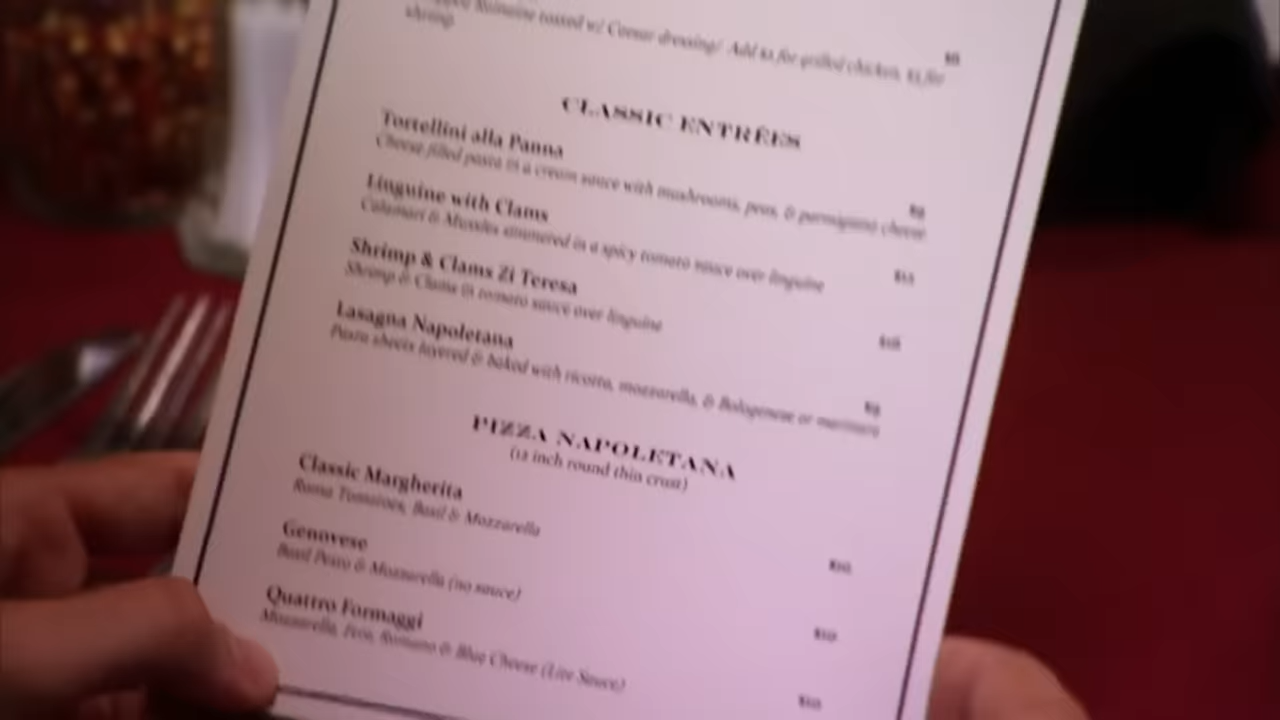 Romaine tossed w/ Caesar dressing/ Add $2 for grilled chicken, $3 for
shrimp.
CLASSIC ENTRÉES
Tortellini alla Panna
Cheese-filled pasta in a cream sauce with mushrooms, peas, & parmigiano cheese
Linguine with Clams
Calamari & Mussles simmered in a spicy tomato sauce over linguine
Shrimp & Clams Zi Teresa
Shrimp & Clams in tomato sauce over linguine
Lasagna Napoletana
Pasta sheets layered & baked with ricotta, mozzarella, & Bolognese or marinara
PIZZA NAPOLETANA
(12 inch round thin crust)
Classic Margherita
Roma Tomatoes, Basil & Mozzarella
Genovese
Basil Pesto & Mozzarella (no sauce)
Quattro Formaggi
Mozzarella, Feta, Romano & Blue Cheese (Lite Sauce)